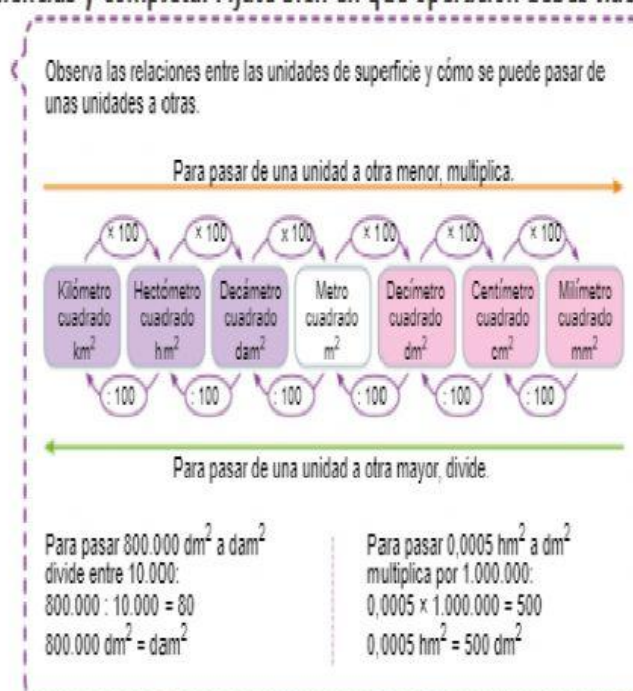 Observa las relaciones entre las unidades de superficie y cómo se puede pasar de
unas unidades a otras.
Para pasar de una unidad a otra menor, multiplica.
× 100 × 100 × 100 × 100 × 100 × 100
Kilómetro cuadrado km²
Hectómetro cuadrado hm²
Decámetro cuadrado dam²
Metro cuadrado m²
Decímetro cuadrado dm²
Centímetro cuadrado cm²
Milímetro cuadrado mm²
: 100 : 100 : 100 : 100 : 100 : 100
Para pasar de una unidad a otra mayor, divide.
Para pasar 800.000 dm² a dam²
divide entre 10.000:
800.000 : 10.000 = 80
800.000 dm² = dam²
Para pasar 0,0005 hm² a dm²
multiplica por 1.000.000:
0,0005 × 1.000.000 = 500
0,0005 hm² = 500 dm²